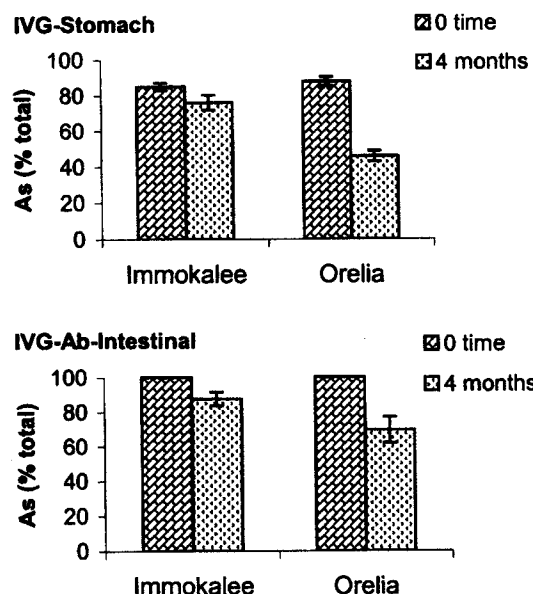 IVG-Stomach
0 time
4 months
As (% total)
100
80
60
40
20
0
Immokalee Orelia
IVG-Ab-Intestinal
0 time
4 months
As (% total)
100
80
60
40
20
0
Immokalee Orelia